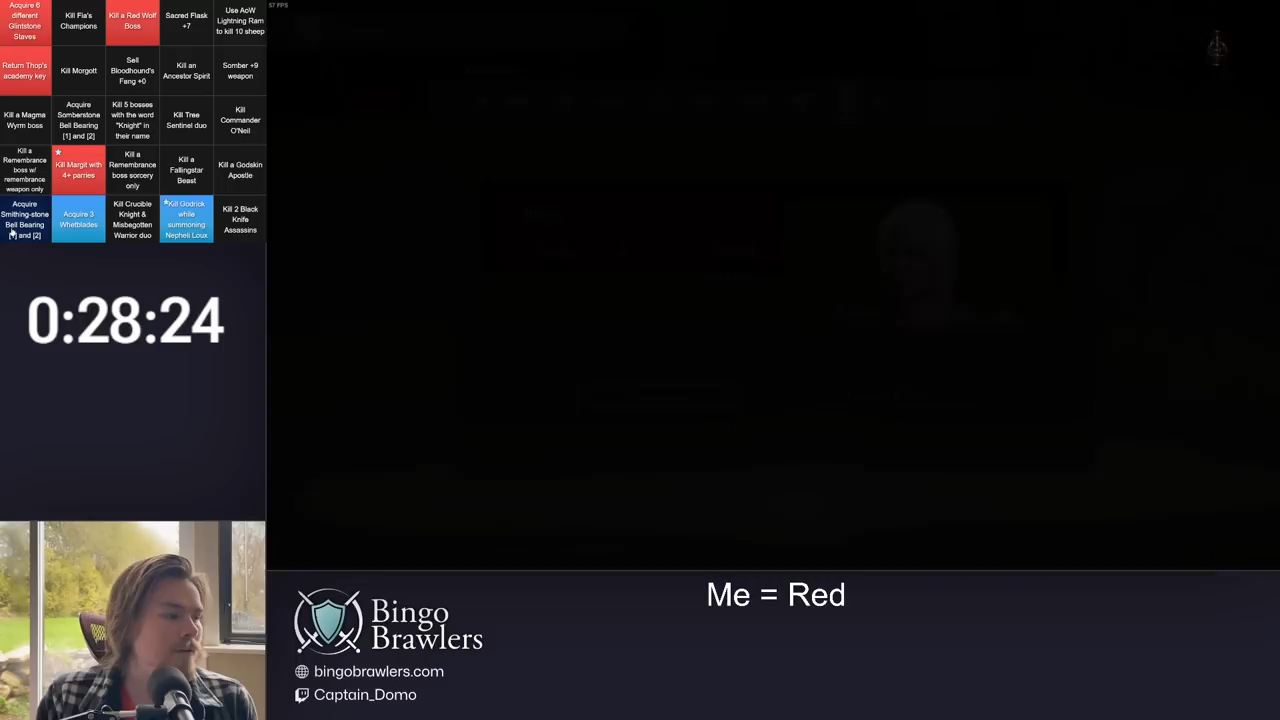 57 FPS
Acquire 6
different
Glintstone
Staves
Kill Fia's
Champions
Kill a Red Wolf
Boss
Sacred Flask
+7
Use AoW
Lightning Ram
to kill 10 sheep
Return Thop's
academy key
Kill Morgott
Sell
Bloodhound's
Fang +0
Kill an
Ancestor Spirit
Somber +9
weapon
Kill a Magma
Wyrm boss
Acquire
Somberstone
Bell Bearing
[1] and [2]
Kill 5 bosses
with the word
"Knight" in
their name
Kill Tree
Sentinel duo
Kill
Commander
O'Neil
Kill a
Remembrance
boss w/
remembrance
weapon only
Kill Margit with
4+ parries
Kill a
Remembrance
boss sorcery
only
Kill a
Fallingstar
Beast
Kill a Godskin
Apostle
Acquire
Smithing-stone
Bell Bearing
[1] and [2]
Acquire 3
Whetblades
Kill Crucible
Knight &
Misbegotten
Warrior duo
Kill Godrick
while
summoning
Nepheli Loux
Kill 2 Black
Knife
Assassins
0:28:24
Me = Red
Bingo
Brawlers
bingobrawlers.com
Captain_Domo